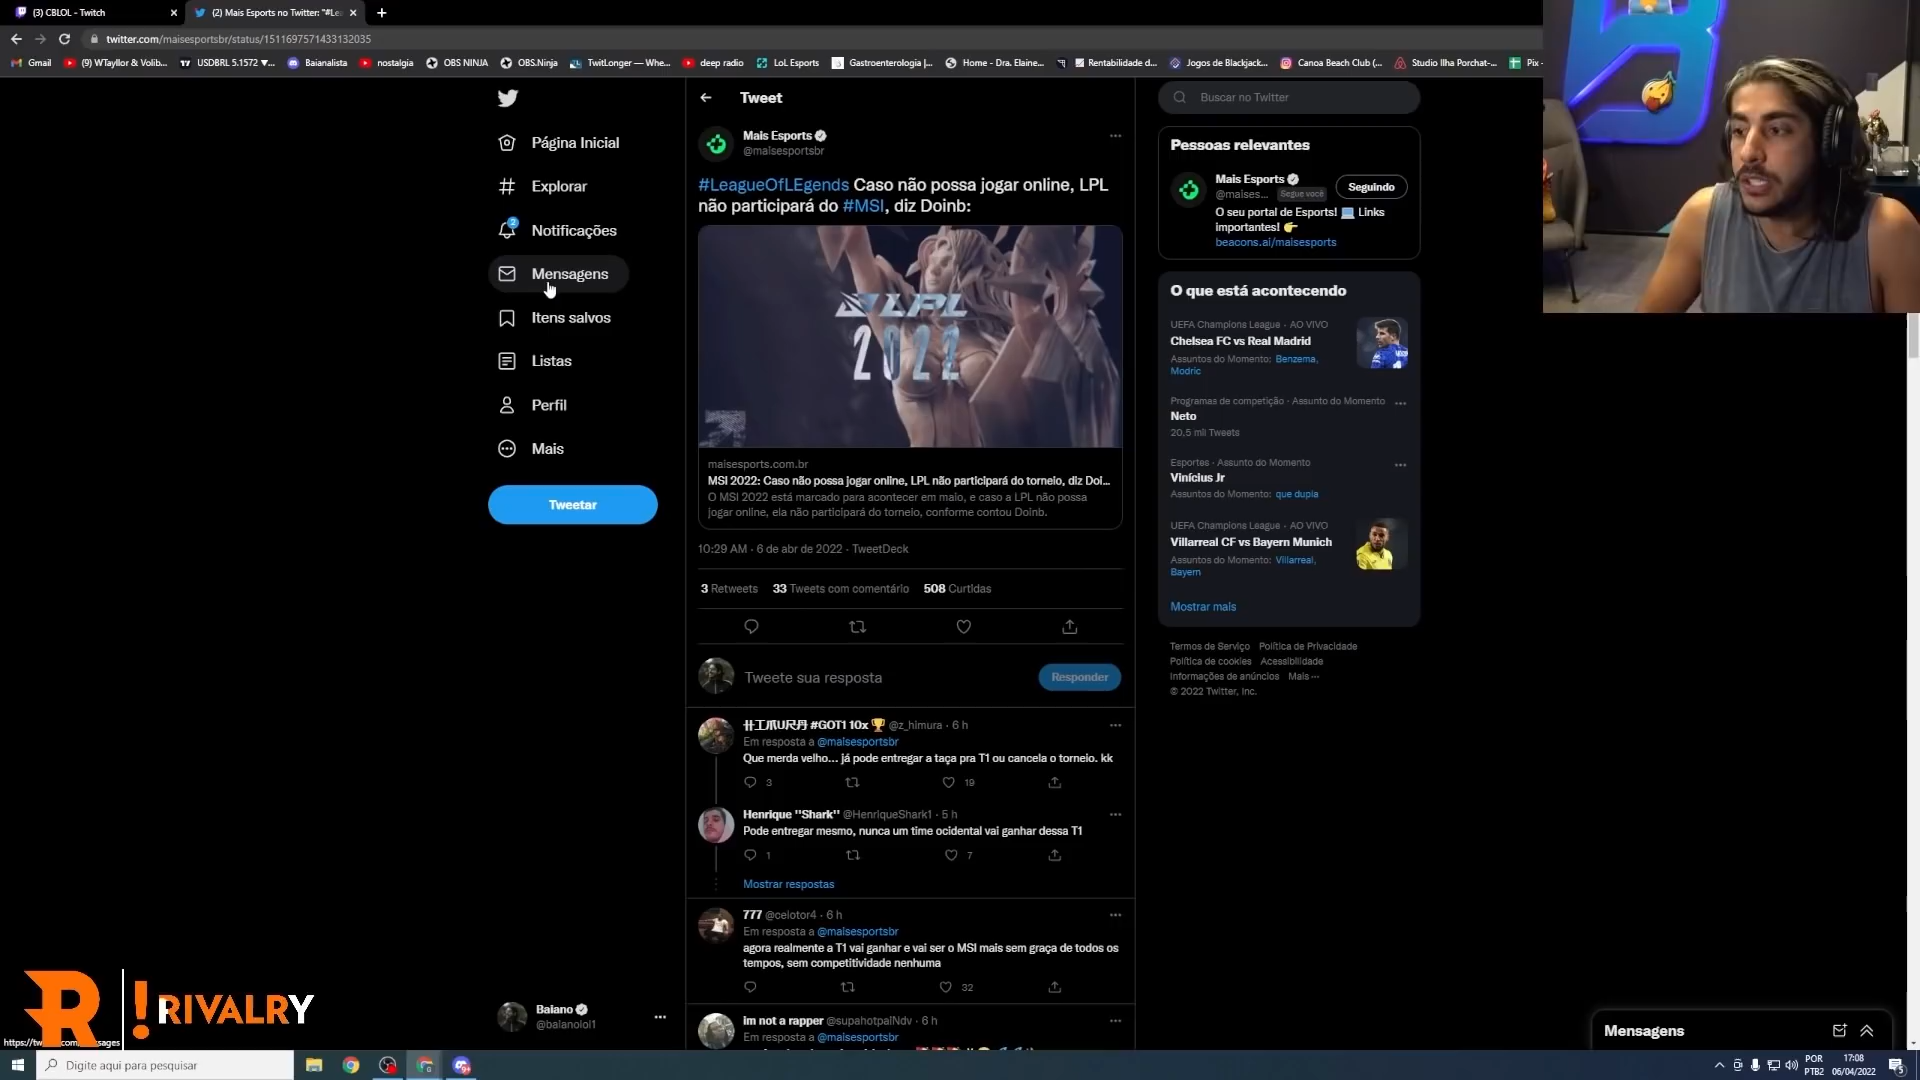 (3) CBLOL - Twitch
(2) Mais Esports no Twitter: "#Le
twitter.com/maisesportsbr/status/1511697571433132035
Gmail
(9) WTayllor & Volib...
USDBRL 5.1572 ▼...
Baianalista
nostalgia
OBS NINJA
OBS.Ninja
TwitLonger — Whe...
deep radio
LoL Esports
Gastroenterologia |...
Home - Dra. Elaine...
Rentabilidade d...
Jogos de Blackjack...
Canoa Beach Club (...
Studio Ilha Porchat-...
Pix -
Página Inicial
Explorar
2
Notificações
Mensagens
Itens salvos
Listas
Perfil
Mais
Tweetar
Baiano
@baianolol1
Tweet
Mais Esports
@maisesportsbr
#LeagueOfLEgends Caso não possa jogar online, LPL
não participará do #MSI, diz Doinb:
LPL
2022
maisesports.com.br
MSI 2022: Caso não possa jogar online, LPL não participará do torneio, diz Doi...
O MSI 2022 está marcado para acontecer em maio, e caso a LPL não possa
jogar online, ela não participará do torneio, conforme contou Doinb.
10:29 AM · 6 de abr de 2022 · TweetDeck
3 Retweets 33 Tweets com comentário 508 Curtidas
Tweete sua resposta
Responder
#GOT1 10x 🏆 @z_himura · 6 h
Em resposta a @maisesportsbr
Que merda velho... já pode entregar a taça pra T1 ou cancela o torneio. kk
3 19
Henrique "Shark" @HenriqueShark1 · 5 h
Pode entregar mesmo, nunca um time ocidental vai ganhar dessa T1
1 7
Mostrar respostas
777 @celotor4 · 6 h
Em resposta a @maisesportsbr
agora realmente a T1 vai ganhar e vai ser o MSI mais sem graça de todos os
tempos, sem competitividade nenhuma
32
im not a rapper @supahotpalNdv · 6 h
Em resposta a @maisesportsbr
Buscar no Twitter
Pessoas relevantes
Mais Esports
@maises... Segue você
Seguindo
O seu portal de Esports! 💻 Links
importantes! 👉
beacons.ai/maisesports
O que está acontecendo
UEFA Champions League · AO VIVO
Chelsea FC vs Real Madrid
Assuntos do Momento: Benzema,
Modric
Programas de competição · Assunto do Momento
Neto
20,5 mil Tweets
Esportes · Assunto do Momento
Vinícius Jr
Assuntos do Momento: que dupla
UEFA Champions League · AO VIVO
Villarreal CF vs Bayern Munich
Assuntos do Momento: Villarreal,
Bayern
Mostrar mais
Termos de Serviço Política de Privacidade
Política de cookies Acessibilidade
Informações de anúncios Mais ···
© 2022 Twitter, Inc.
Mensagens
R !RIVALRY
Digite aqui para pesquisar
POR
PTB2
17:08
06/04/2022